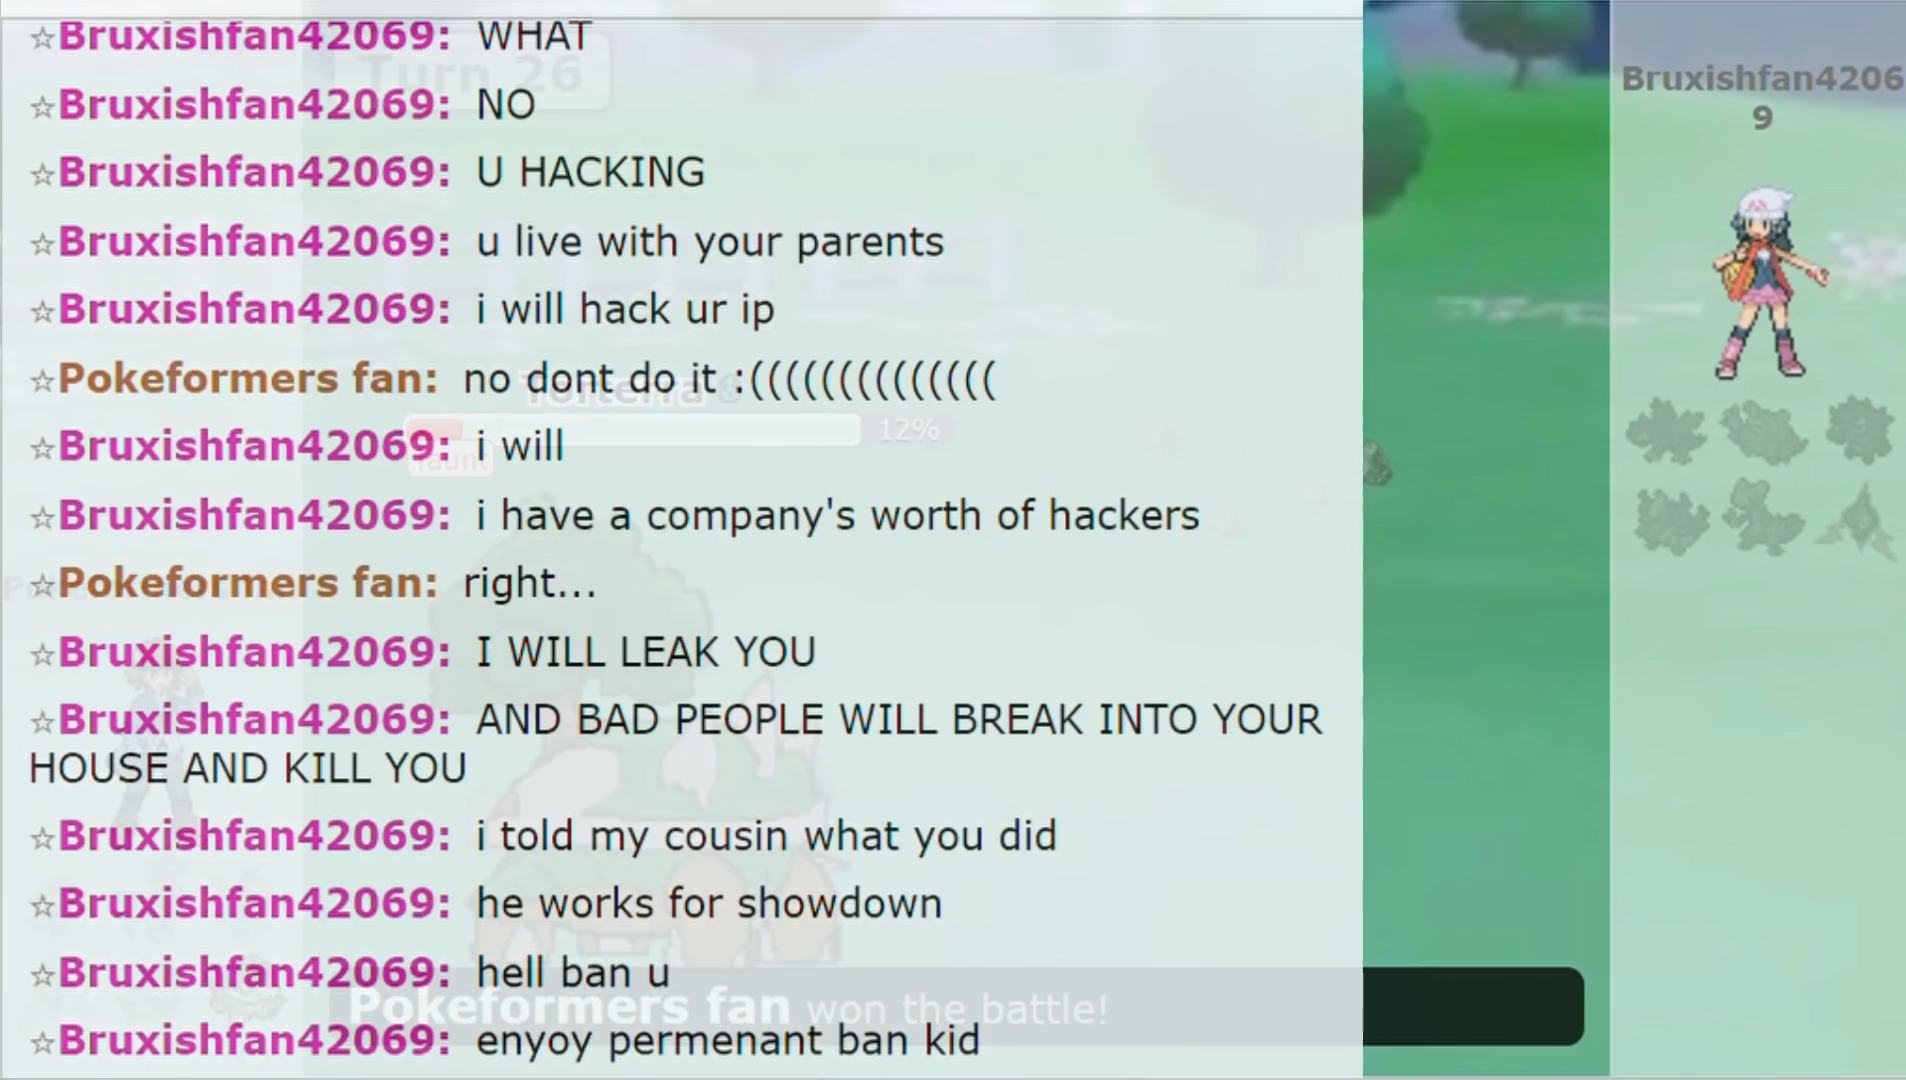 ☆Bruxishfan42069: WHAT
Turn 26
☆Bruxishfan42069: NO
☆Bruxishfan42069: U HACKING
☆Bruxishfan42069: u live with your parents
☆Bruxishfan42069: i will hack ur ip
☆Pokeformers fan: no dont do it :((((((((((((((
Torterra
12%
☆Bruxishfan42069: i will
Taunt
☆Bruxishfan42069: i have a company's worth of hackers
☆Pokeformers fan: right...
☆Bruxishfan42069: I WILL LEAK YOU
☆Bruxishfan42069: AND BAD PEOPLE WILL BREAK INTO YOUR
HOUSE AND KILL YOU
☆Bruxishfan42069: i told my cousin what you did
☆Bruxishfan42069: he works for showdown
☆Bruxishfan42069: hell ban u
Pokeformers fan won the battle!
☆Bruxishfan42069: enyoy permenant ban kid
Bruxishfan4206
9